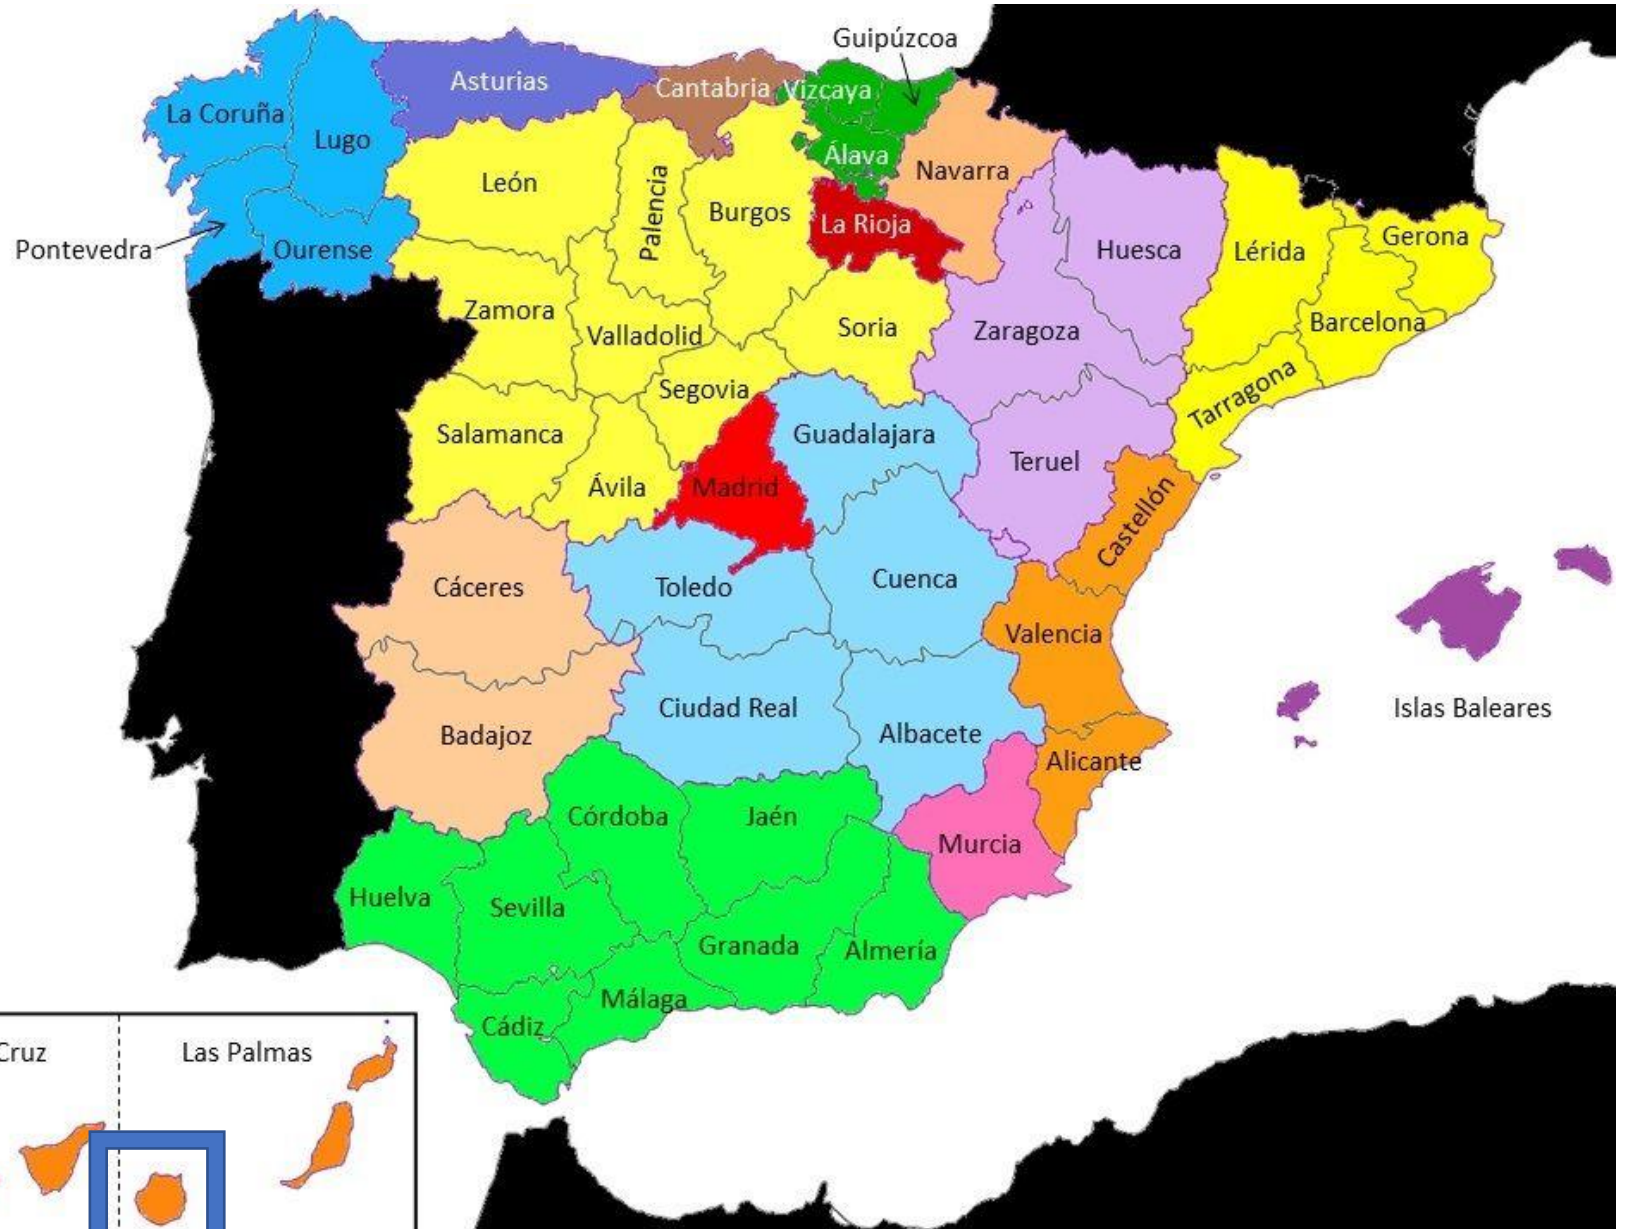 Guipúzcoa
Asturias
Cantabria
Vizcaya
La Coruña
Lugo
Álava
Navarra
León
Palencia
Burgos
La Rioja
Pontevedra
Ourense
Huesca
Lérida
Gerona
Zamora
Valladolid
Soria
Zaragoza
Barcelona
Segovia
Tarragona
Salamanca
Guadalajara
Teruel
Ávila
Madrid
Castellón
Cáceres
Toledo
Cuenca
Valencia
Ciudad Real
Islas Baleares
Badajoz
Albacete
Alicante
Córdoba
Jaén
Murcia
Huelva
Sevilla
Granada
Almería
Málaga
Cádiz
Cruz
Las Palmas